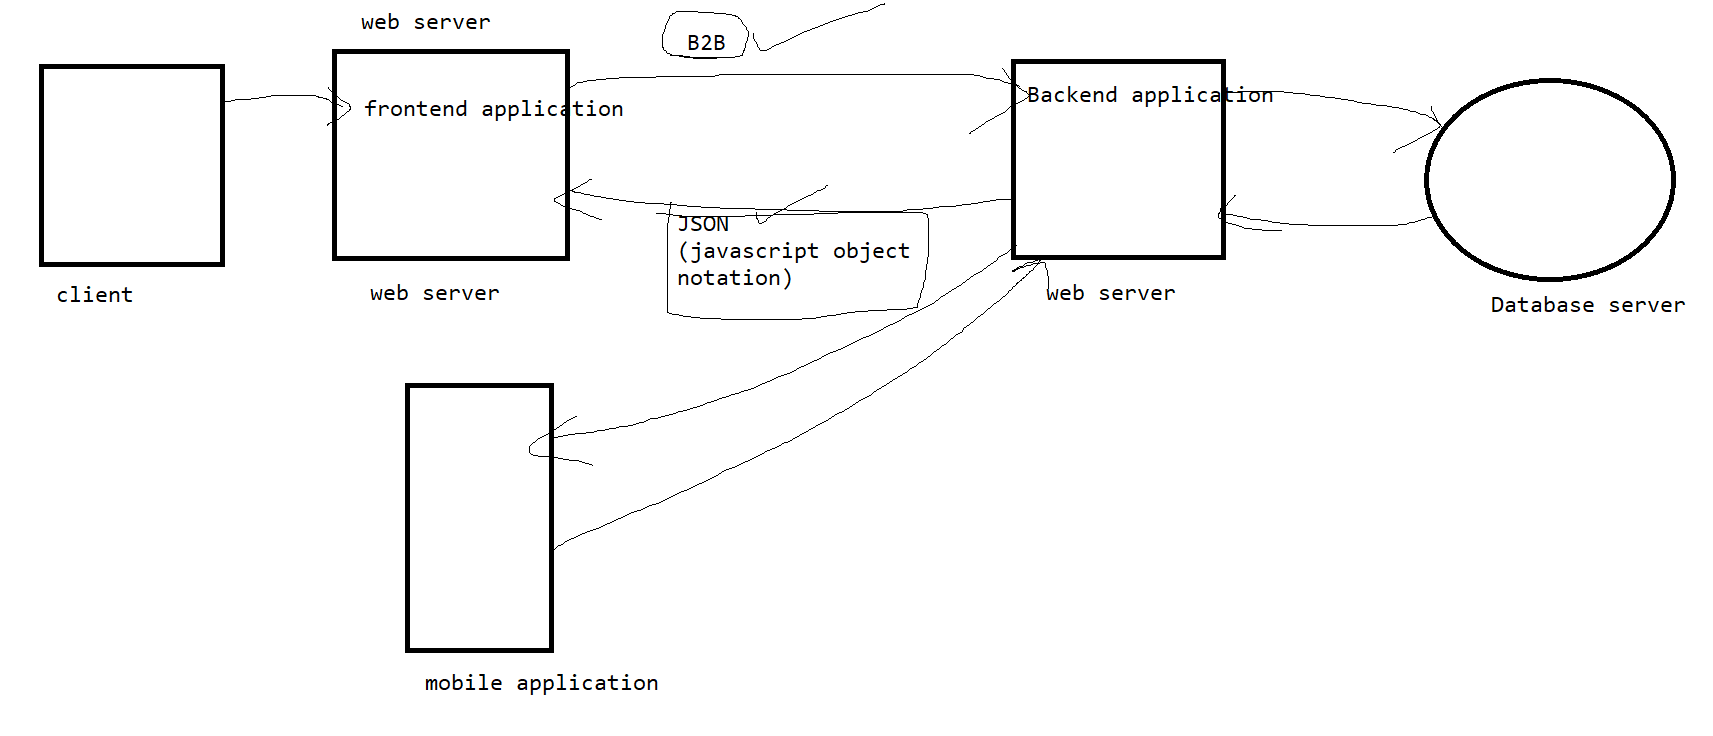 web server
B2B
frontend application
Backend application
JSON
(javascript object
notation)
client
web server
web server
Database server
mobile application